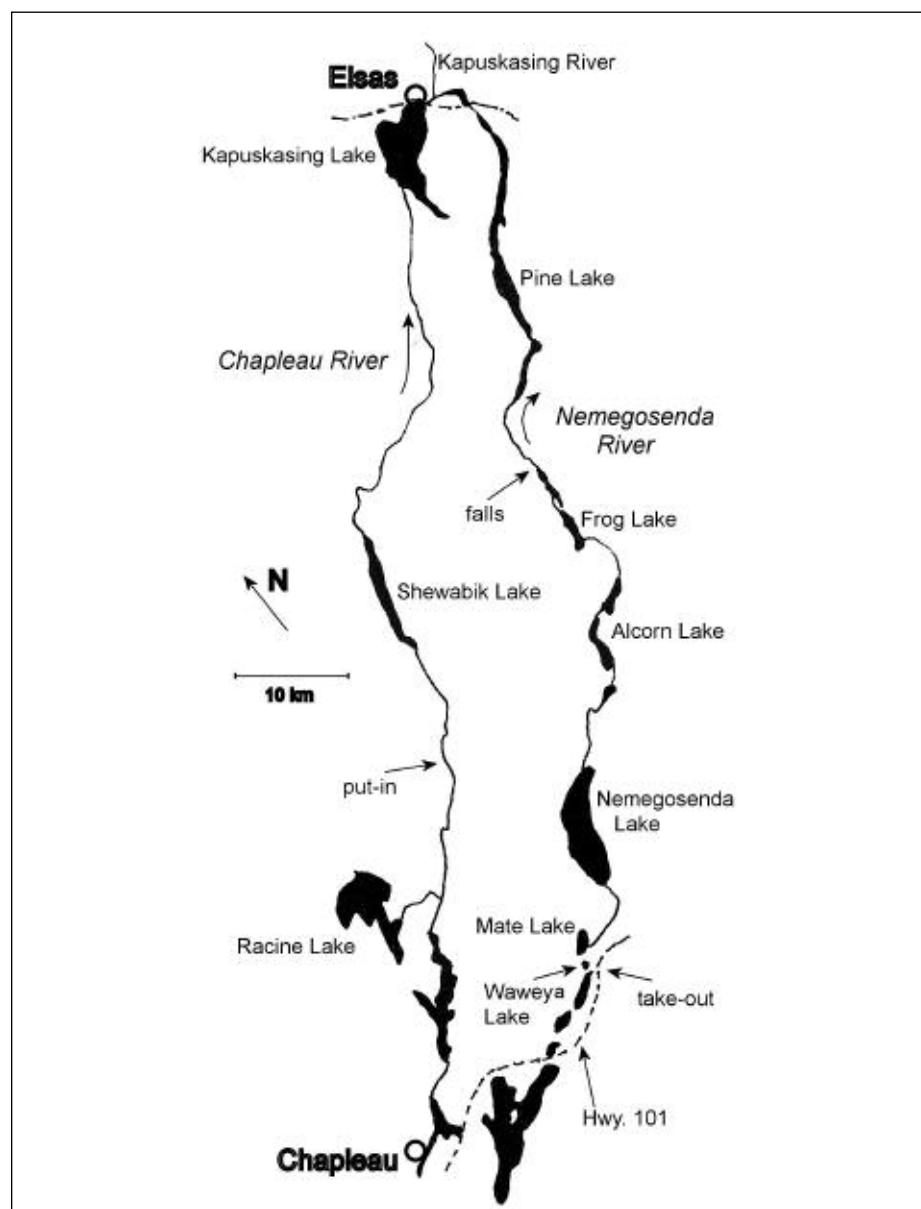 Kapuskasing River
Elsas
Kapuskasing Lake
Pine Lake
Chapleau River
Nemegosenda
River
falls
Frog Lake
N
Shewabik Lake
Alcorn Lake
10 km
put-in
Nemegosenda
Lake
Mate Lake
Racine Lake
Waweya
Lake
take-out
Hwy. 101
Chapleau